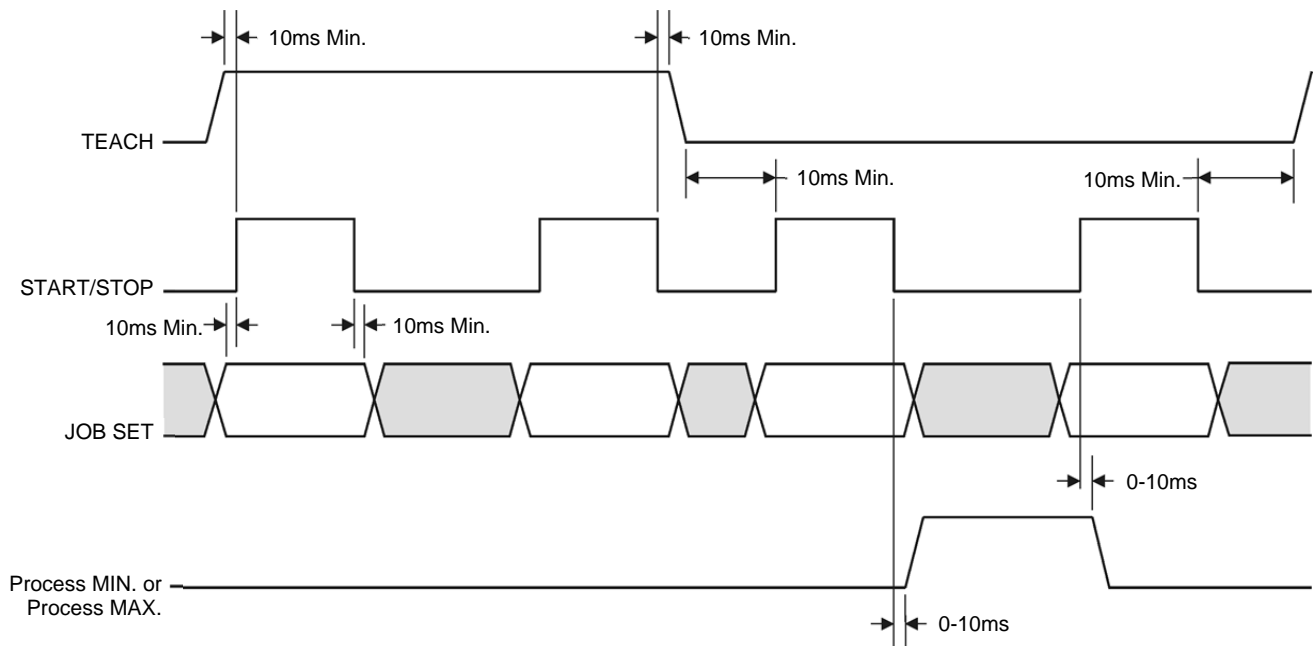 10ms Min.
10ms Min.
TEACH
10ms Min.
10ms Min.
START/STOP
10ms Min.
10ms Min.
JOB SET
0-10ms
Process MIN. or
Process MAX.
0-10ms